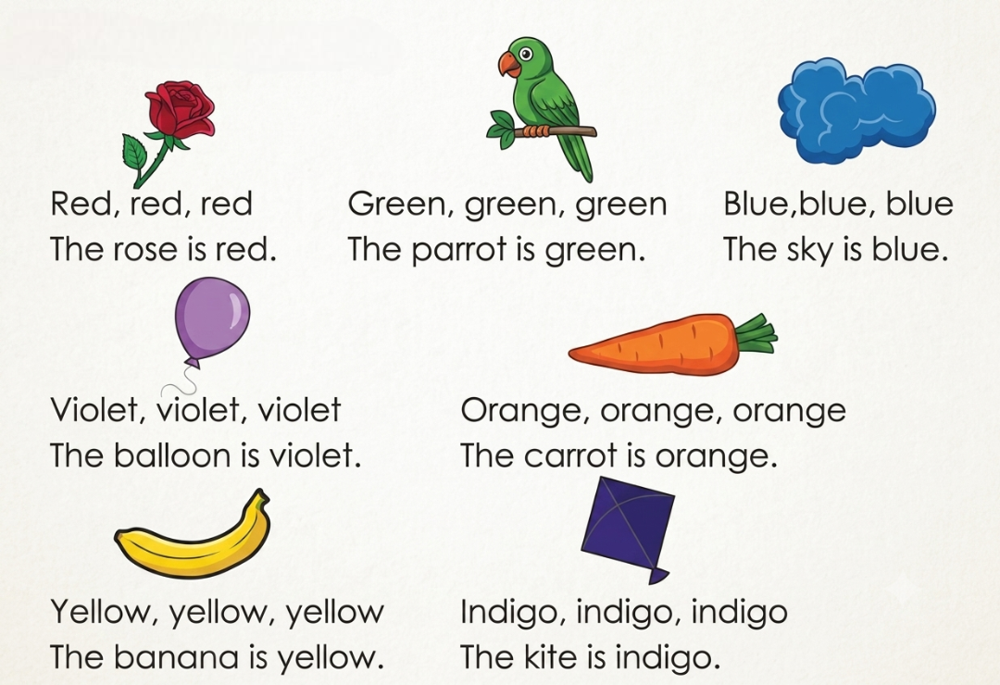 Red, red, red
The rose is red.
Green, green, green
The parrot is green.
Blue,blue, blue
The sky is blue.
Violet, violet, violet
The balloon is violet.
Orange, orange, orange
The carrot is orange.
Yellow, yellow, yellow
The banana is yellow.
Indigo, indigo, indigo
The kite is indigo.